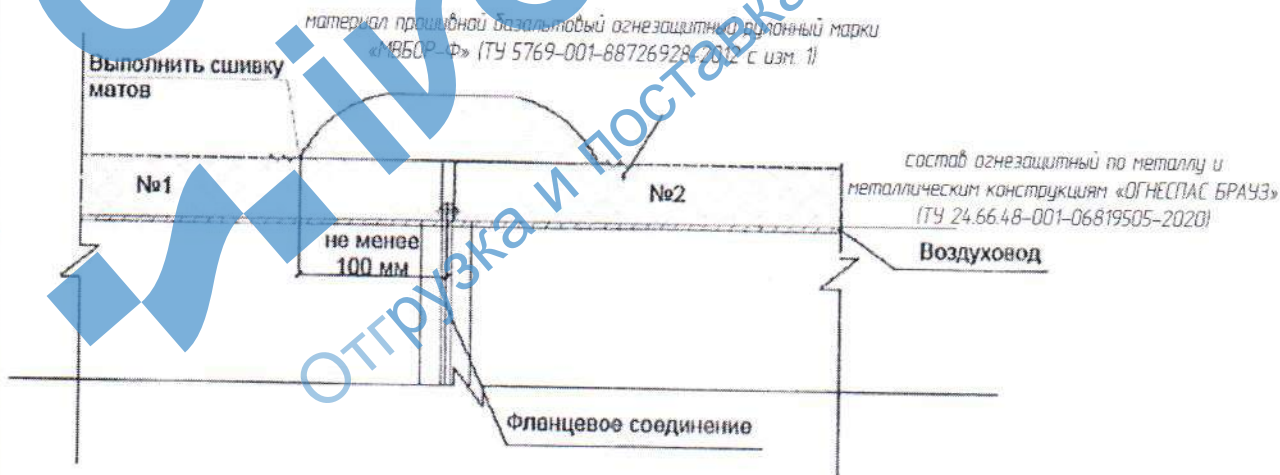 материал прошивной базальтовый огнезащитный рулонный марки
«МВБОР-Ф» (ТУ 5769-001-88726928-2012 с изм. 1)
Выполнить сшивку
матов
№1
№2
состав огнезащитный по металлу и
металлическим конструкциям «ОГНЕСПАС БРАУЗ»
(ТУ 24.66.48-001-06819505-2020)
не менее
100 мм
Воздуховод
Фланцевое соединение
Отгрузка и поставка